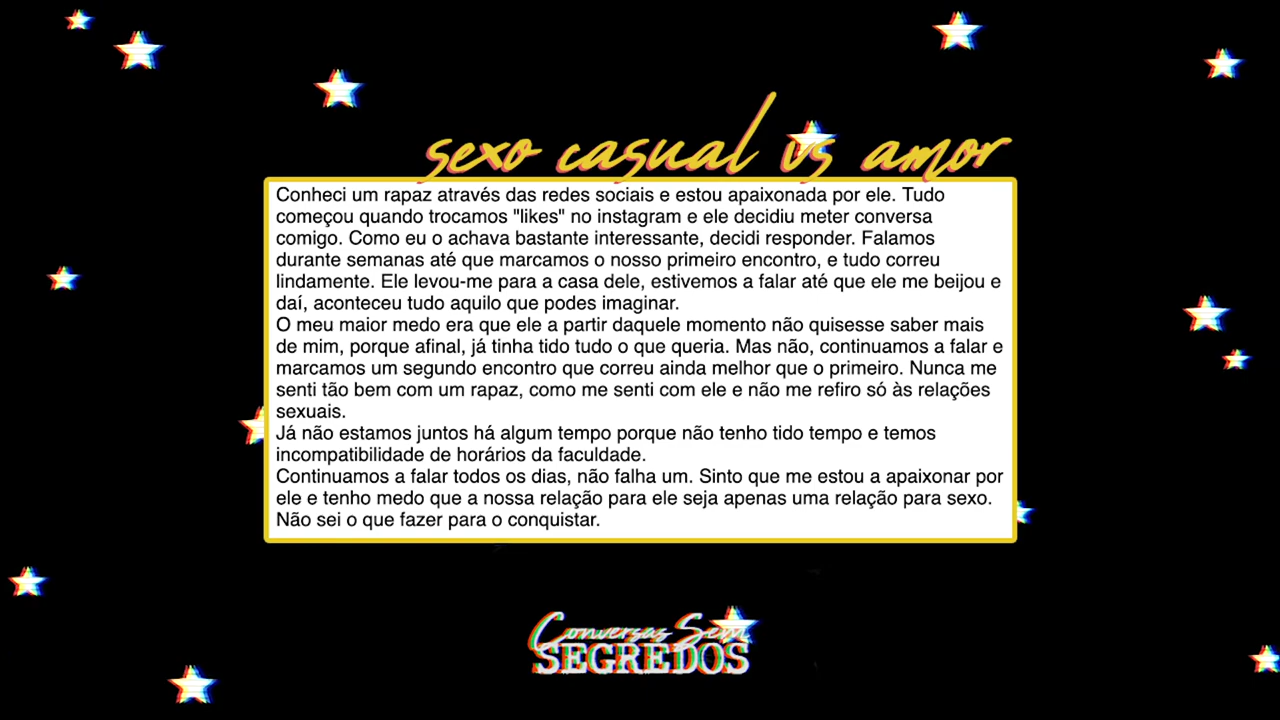 sexo casual vs amor
Conheci um rapaz através das redes sociais e estou apaixonada por ele. Tudo
começou quando trocamos "likes" no instagram e ele decidiu meter conversa
comigo. Como eu o achava bastante interessante, decidi responder. Falamos
durante semanas até que marcamos o nosso primeiro encontro, e tudo correu
lindamente. Ele levou-me para a casa dele, estivemos a falar até que ele me beijou e
daí, aconteceu tudo aquilo que podes imaginar.
O meu maior medo era que ele a partir daquele momento não quisesse saber mais
de mim, porque afinal, já tinha tido tudo o que queria. Mas não, continuamos a falar e
marcamos um segundo encontro que correu ainda melhor que o primeiro. Nunca me
senti tão bem com um rapaz, como me senti com ele e não me refiro só às relações
sexuais.
Já não estamos juntos há algum tempo porque não tenho tido tempo e temos
incompatibilidade de horários da faculdade.
Continuamos a falar todos os dias, não falha um. Sinto que me estou a apaixonar por
ele e tenho medo que a nossa relação para ele seja apenas uma relação para sexo.
Não sei o que fazer para o conquistar.
Conversas Sem
SEGREDOS